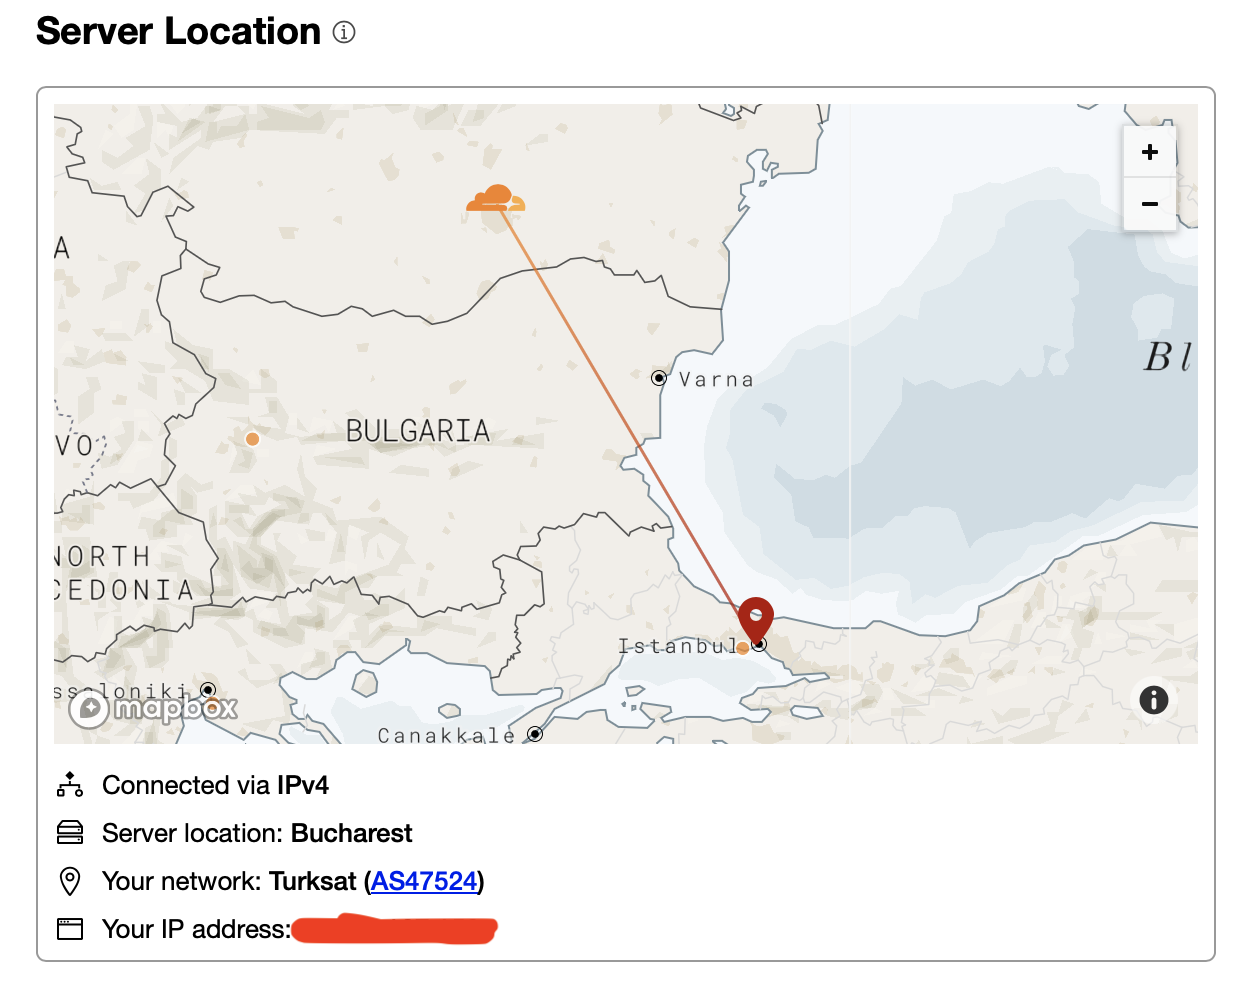 Server Location
+
−
A
Bl
Varna
BULGARIA
VO
NORTH
CEDONIA
Istanbul
ssaloniki
mapbox
Canakkale
Connected via IPv4
Server location: Bucharest
Your network: Turksat (AS47524)
Your IP address: